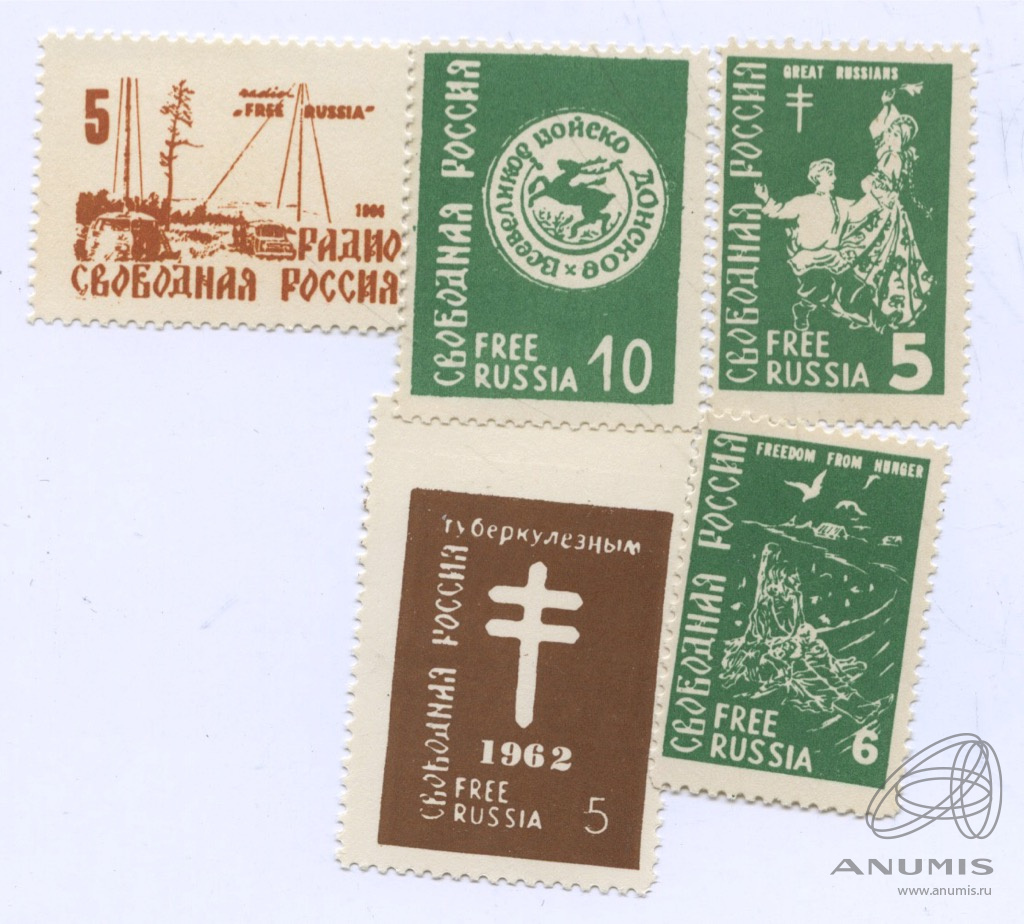 5
radio
"FREE RUSSIA"
РАДИО
СВОБОДНАЯ РОССИЯ
СВОБОДНАЯ РОССИЯ
Всевеликое Войско Донское
FREE
RUSSIA 10
GREAT RUSSIANS
СВОБОДНАЯ РОССИЯ
FREE
RUSSIA 5
туберкулезным
СВОБОДНАЯ РОССИЯ
1962
FREE
RUSSIA 5
FREEDOM FROM HUNGER
СВОБОДНАЯ РОССИЯ
FREE
RUSSIA 6
ANUMIS
www.anumis.ru